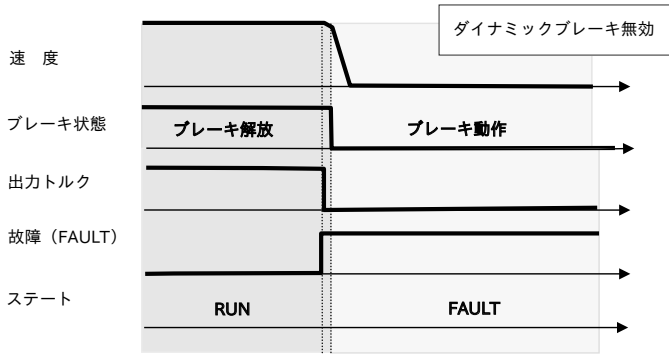 ダイナミックブレーキ無効
速　度
ブレーキ状態
ブレーキ解放
ブレーキ動作
出力トルク
故障（FAULT）
ステート
RUN
FAULT